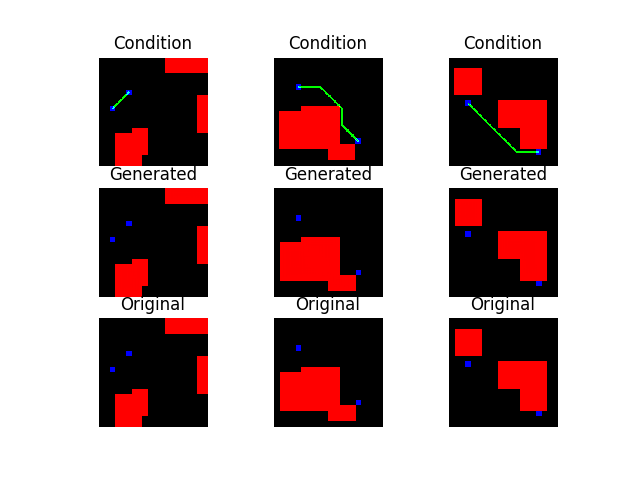 Condition Condition Condition
Generated Generated Generated
Original Original Original